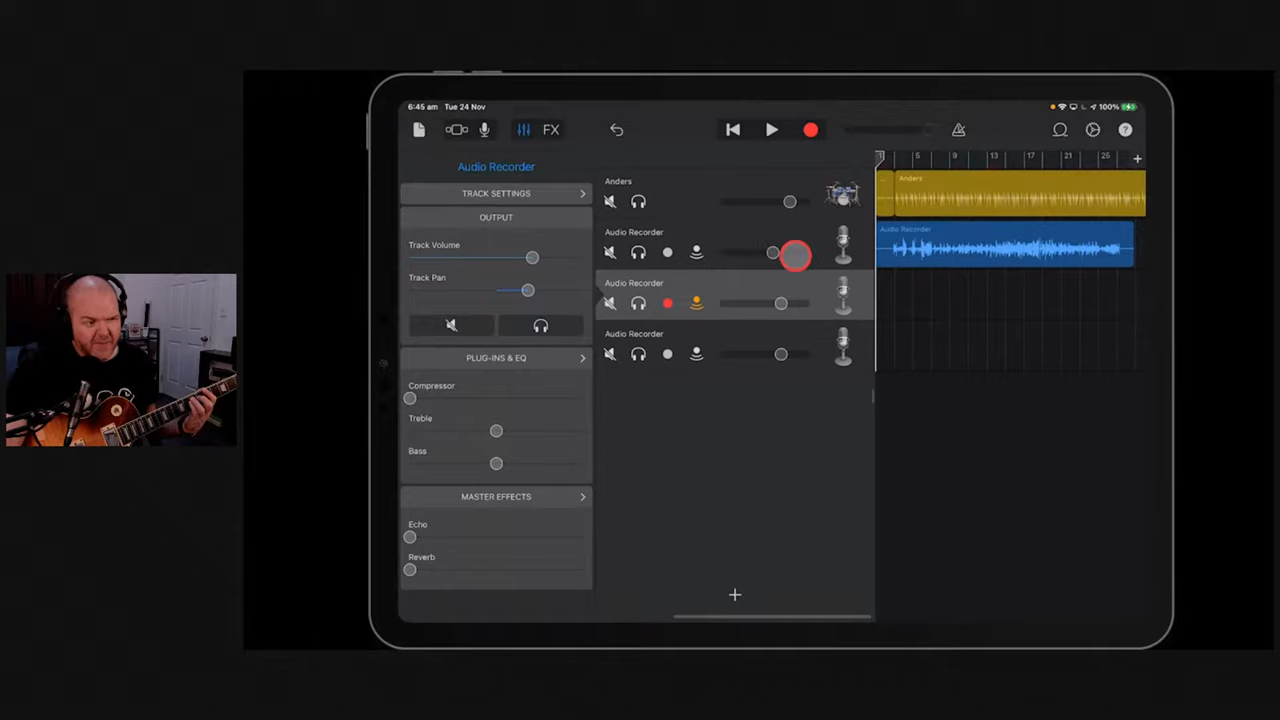 6:45 am Tue 24 Nov
100%
FX
Audio Recorder
TRACK SETTINGS
OUTPUT
Track Volume
Track Pan
PLUG-INS & EQ
Compressor
Treble
Bass
MASTER EFFECTS
Echo
Reverb
Anders
Audio Recorder
Audio Recorder
Audio Recorder
1 5 9 13 17 21 25 +
Anders
Audio Recorder